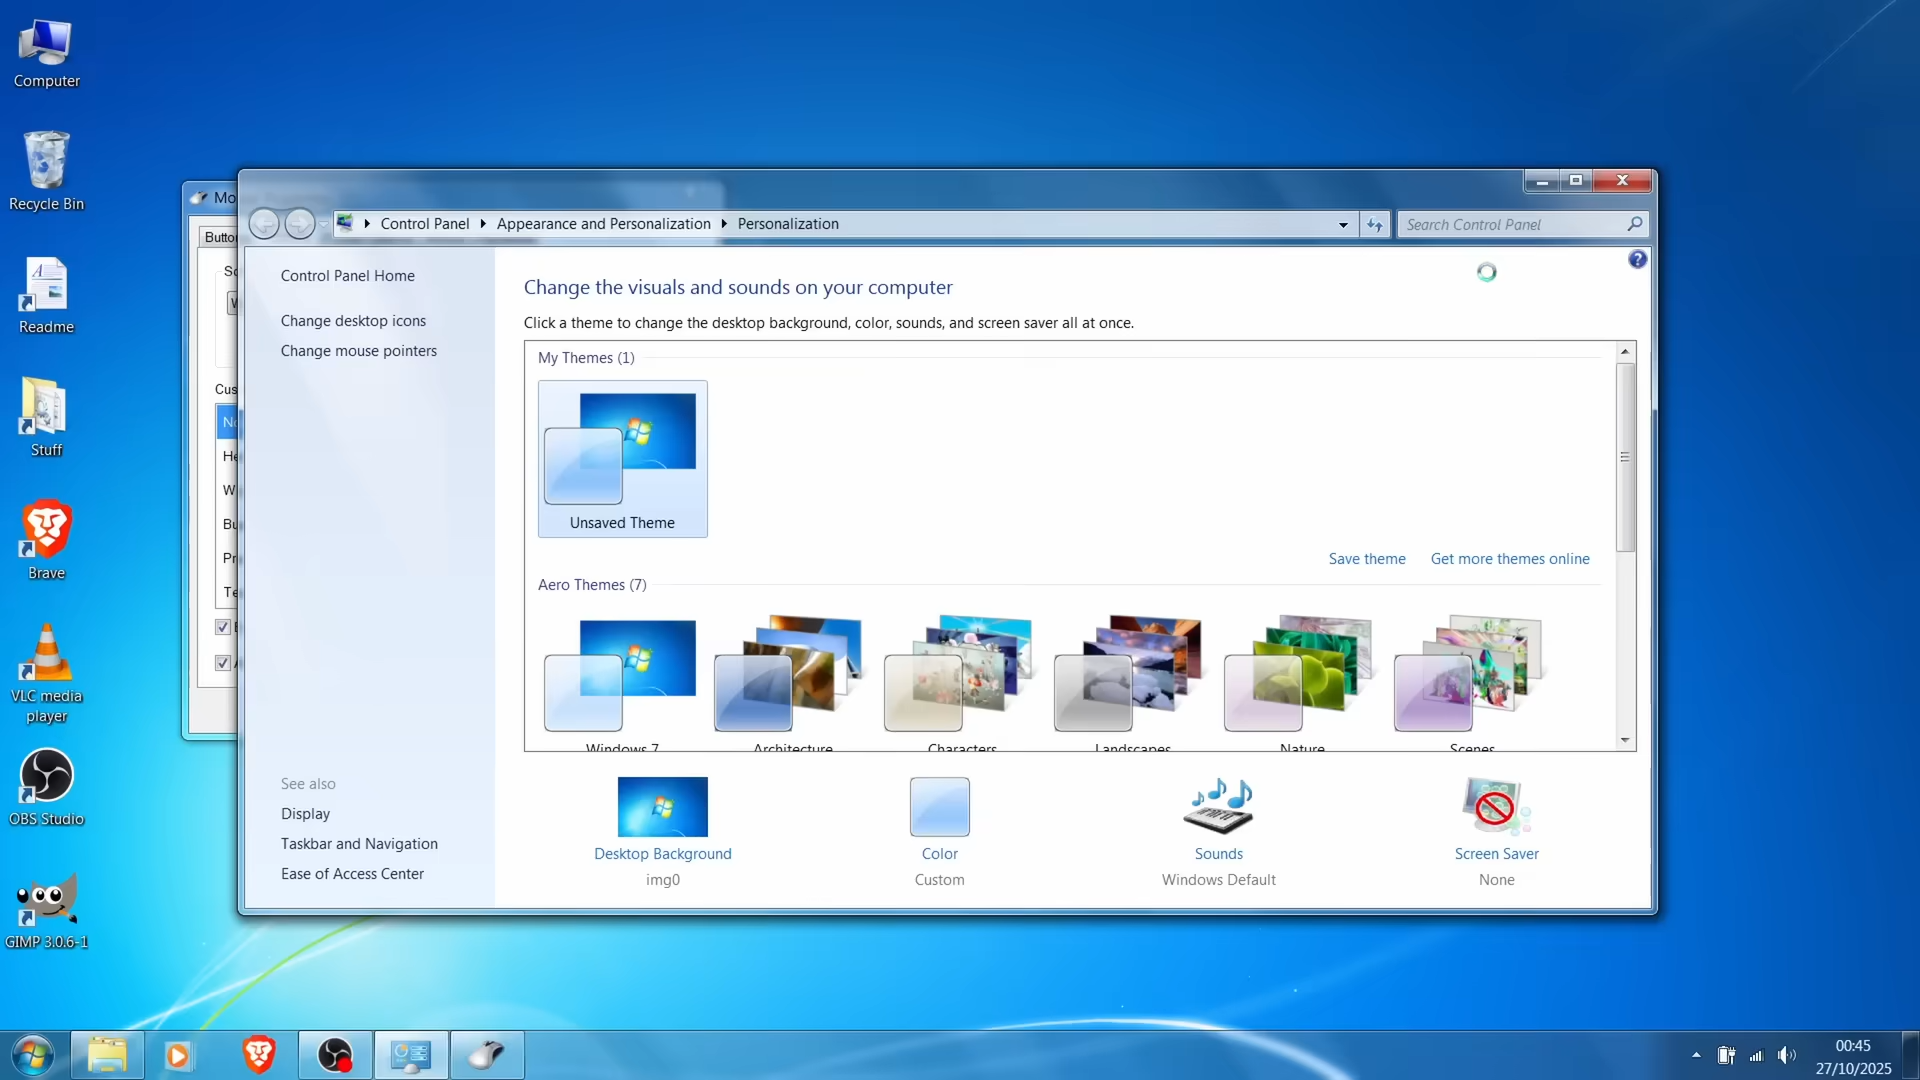 Computer
Recycle Bin
Readme
Stuff
Brave
VLC media
player
OBS Studio
GIMP 3.0.6-1
Control Panel
Appearance and Personalization
Personalization
Search Control Panel
Control Panel Home
Change desktop icons
Change mouse pointers
See also
Display
Taskbar and Navigation
Ease of Access Center
Change the visuals and sounds on your computer
Click a theme to change the desktop background, color, sounds, and screen saver all at once.
My Themes (1)
Unsaved Theme
Save theme
Get more themes online
Aero Themes (7)
Windows 7
Architecture
Characters
Landscapes
Nature
Scenes
Desktop Background
img0
Color
Custom
Sounds
Windows Default
Screen Saver
None
00:45
27/10/2025